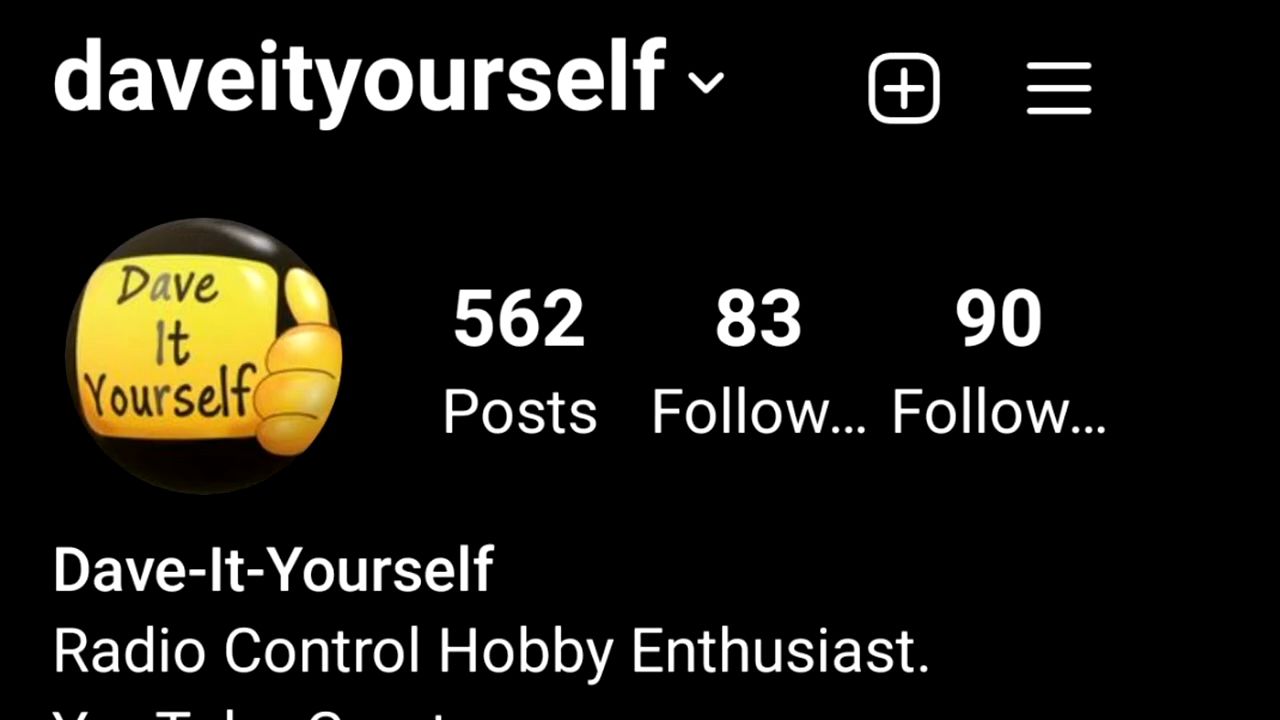 daveityourself
Dave
It
Yourself
562 83 90
Posts Follow... Follow...
Dave-It-Yourself
Radio Control Hobby Enthusiast.